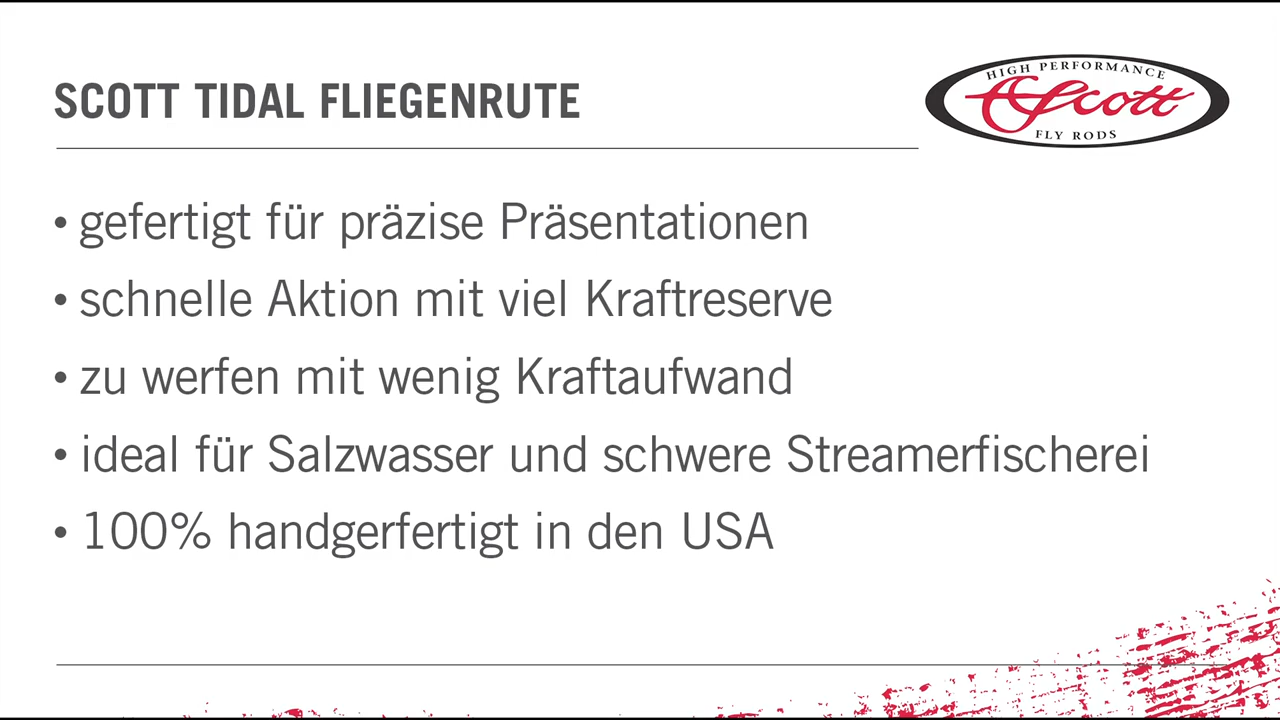 SCOTT TIDAL FLIEGENRUTE
HIGH PERFORMANCE
Scott
FLY RODS
• gefertigt für präzise Präsentationen
• schnelle Aktion mit viel Kraftreserve
• zu werfen mit wenig Kraftaufwand
• ideal für Salzwasser und schwere Streamerfischerei
• 100% handgerfertigt in den USA